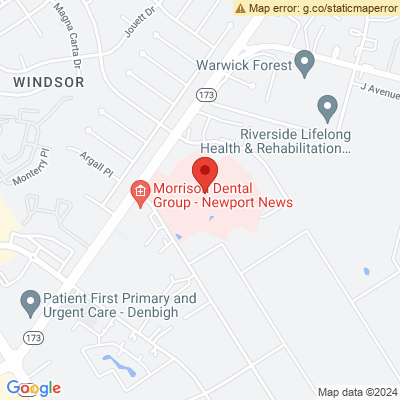 Map error: g.co/staticmaperror
Magna Carta Dr
Jouett Dr
WINDSOR
Warwick Forest
173
J Avenue
Riverside Lifelong
Health & Rehabilitation...
Monterry Pl
Argall Pl
Morrison Dental
Group - Newport News
Patient First Primary and
Urgent Care - Denbigh
173
Google
Map data ©2024